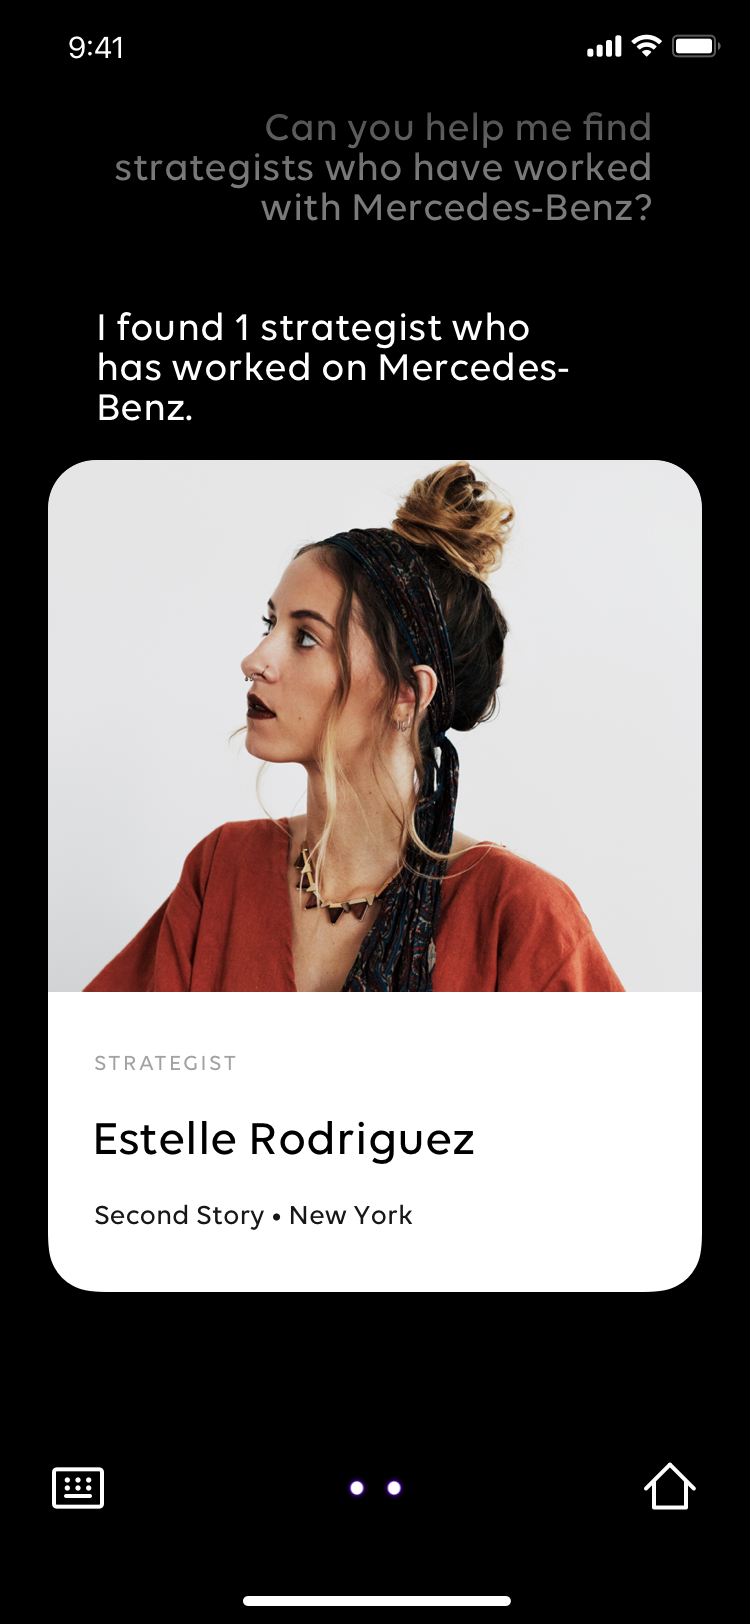 9:41
Can you help me find
strategists who have worked
with Mercedes-Benz?
I found 1 strategist who
has worked on Mercedes-
Benz.
STRATEGIST
Estelle Rodriguez
Second Story • New York